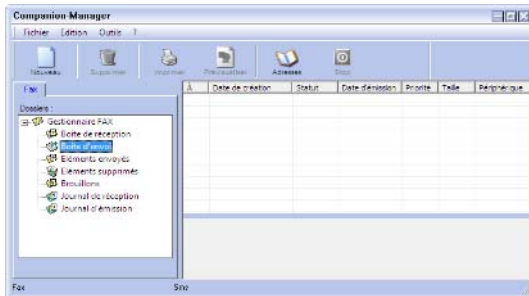 Companion-Manager
Fichier Edition Outils ?
Nouveau Supprimer Imprimer Prévisualiser Adresses Stop
Fax
À Date de création Statut Date d'émission Priorité Taille Périphérique
Dossiers :
Gestionnaire FAX
Boîte de réception
Boîte d'envoi
Eléments envoyés
Eléments supprimés
Brouillons
Journal de réception
Journal d'émission
Fax